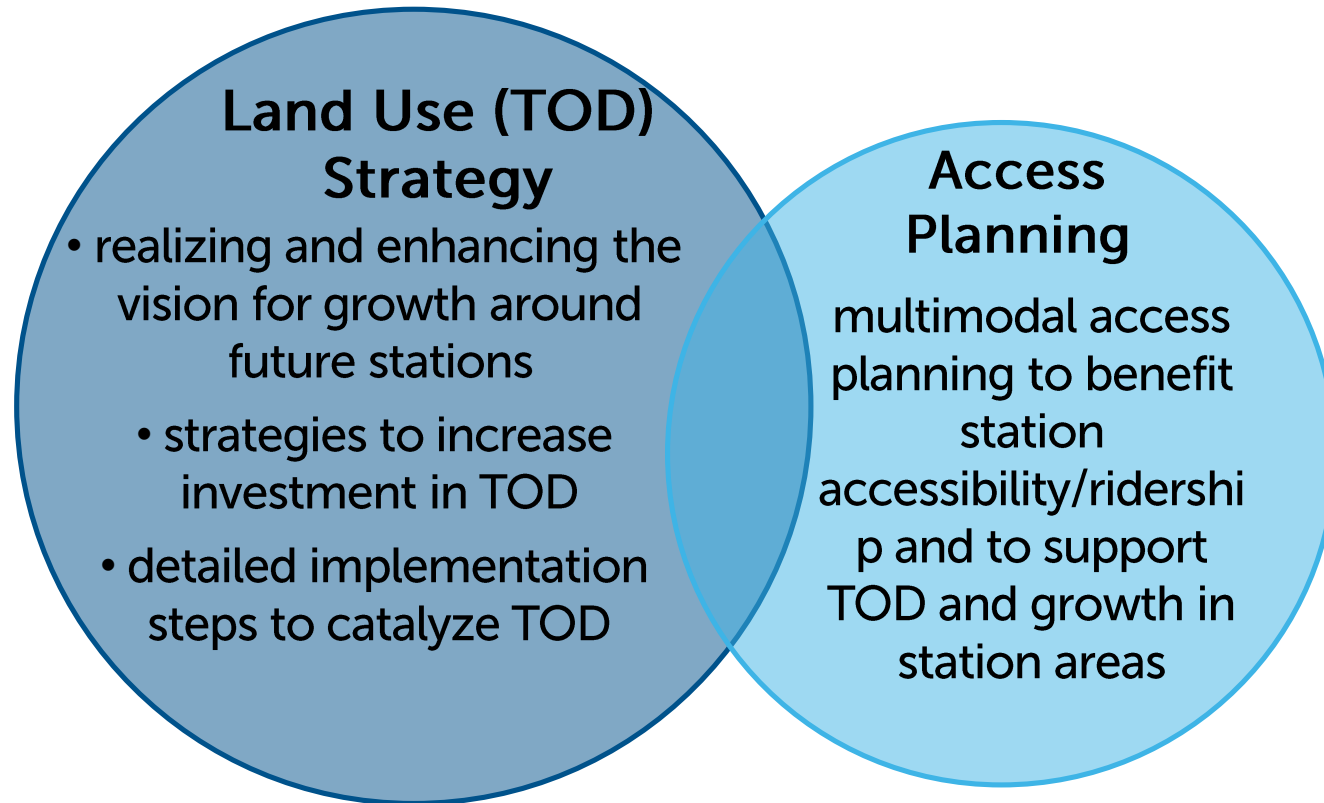 Land Use (TOD)
Strategy
• realizing and enhancing the
vision for growth around
future stations
• strategies to increase
investment in TOD
• detailed implementation
steps to catalyze TOD
Access
Planning
multimodal access
planning to benefit
station
accessibility/ridershi
p and to support
TOD and growth in
station areas